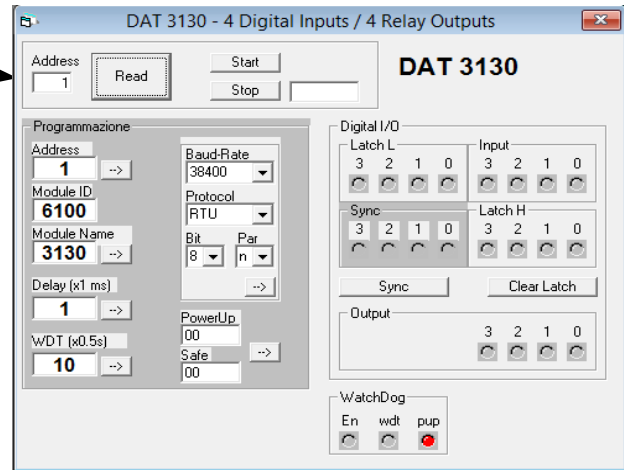 DAT 3130 - 4 Digital Inputs / 4 Relay Outputs
Address
1
Read
Start
Stop
DAT 3130
Programmazione
Address
1
-->
Module ID
6100
Module Name
3130
-->
Delay (x1 ms)
1
-->
WDT (x0.5s)
10
-->
Baud-Rate
38400
Protocol
RTU
Bit Par
8 n
-->
PowerUp
00
Safe
00
-->
Digital I/O
Latch L
3 2 1 0
Input
3 2 1 0
Sync
3 2 1 0
Latch H
3 2 1 0
Sync
Clear Latch
Output
3 2 1 0
WatchDog
En wdt pup